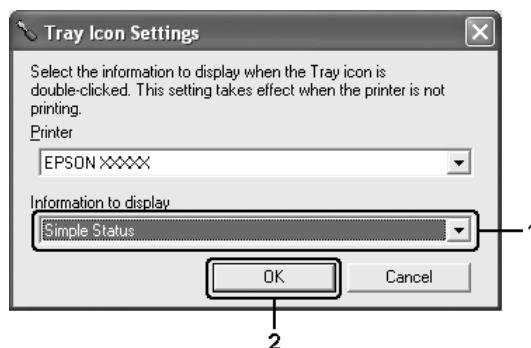 Tray Icon Settings
Select the information to display when the Tray icon is
double-clicked. This setting takes effect when the printer is not
printing.
Printer
EPSON XXXXX
Information to display
Simple Status
1
OK
Cancel
2